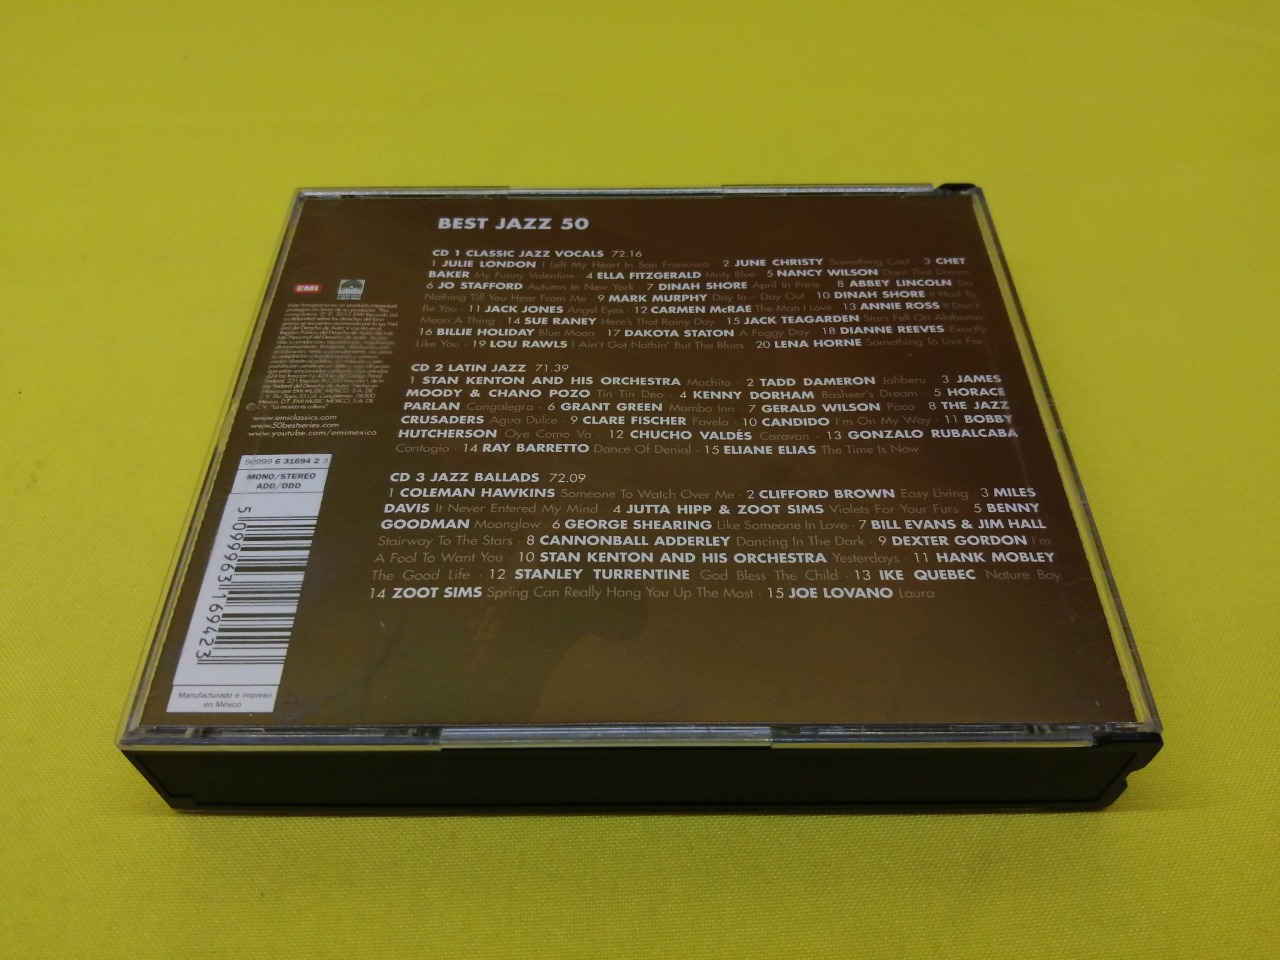 BEST JAZZ 50
CD 1 CLASSIC JAZZ VOCALS 72.16
1 JULIE LONDON I Left My Heart In San Francisco · 2 JUNE CHRISTY Something Cool · 3 CHET
BAKER My Funny Valentine · 4 ELLA FITZGERALD Misty Blue · 5 NANCY WILSON Darn That Dream
6 JO STAFFORD Autumn In New York · 7 DINAH SHORE April In Paris · 8 ABBEY LINCOLN Do
Nothing Till You Hear From Me · 9 MARK MURPHY Day In – Day Out · 10 DINAH SHORE It Had To
Be You · 11 JACK JONES Angel Eyes · 12 CARMEN McRAE The Man I Love · 13 ANNIE ROSS It Don't
Mean A Thing · 14 SUE RANEY Here's That Rainy Day · 15 JACK TEAGARDEN Stars Fell On Alabama
16 BILLIE HOLIDAY Blue Moon · 17 DAKOTA STATON A Foggy Day · 18 DIANNE REEVES Exactly
Like You · 19 LOU RAWLS I Ain't Got Nothin' But The Blues · 20 LENA HORNE Something To Live For
CD 2 LATIN JAZZ 71.39
1 STAN KENTON AND HIS ORCHESTRA Machito · 2 TADD DAMERON Jahberu · 3 JAMES
MOODY & CHANO POZO Tin Tin Deo · 4 KENNY DORHAM Basheer's Dream · 5 HORACE
PARLAN Congalegra · 6 GRANT GREEN Mambo Inn · 7 GERALD WILSON Paco · 8 THE JAZZ
CRUSADERS Agua Dulce · 9 CLARE FISCHER Favela · 10 CANDIDO I'm On My Way · 11 BOBBY
HUTCHERSON Oye Como Va · 12 CHUCHO VALDÉS Caravan · 13 GONZALO RUBALCABA
Contagio · 14 RAY BARRETTO Dance Of Denial · 15 ELIANE ELIAS The Time Is Now
CD 3 JAZZ BALLADS 72.09
1 COLEMAN HAWKINS Someone To Watch Over Me · 2 CLIFFORD BROWN Easy Living · 3 MILES
DAVIS It Never Entered My Mind · 4 JUTTA HIPP & ZOOT SIMS Violets For Your Furs · 5 BENNY
GOODMAN Moonglow · 6 GEORGE SHEARING Like Someone In Love · 7 BILL EVANS & JIM HALL
Stairway To The Stars · 8 CANNONBALL ADDERLEY Dancing In The Dark · 9 DEXTER GORDON I'm
A Fool To Want You · 10 STAN KENTON AND HIS ORCHESTRA Yesterdays · 11 HANK MOBLEY
The Good Life · 12 STANLEY TURRENTINE God Bless The Child · 13 IKE QUEBEC Nature Boy
14 ZOOT SIMS Spring Can Really Hang You Up The Most · 15 JOE LOVANO Laura
EMI
www.emiclassics.com
www.50bestseries.com
www.youtube.com/emimexico
50999 6 31694 2 3
MONO/STEREO
ADD/DDD
5 099963 169423
Manufacturado e impreso
en México